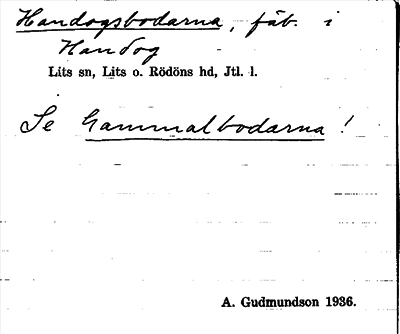 Handogsbodarna, fäb. i
Handog
Lits sn, Lits o. Rödöns hd, Jtl. l.
Se Gammalbodarna!
A. Gudmundson 1936.